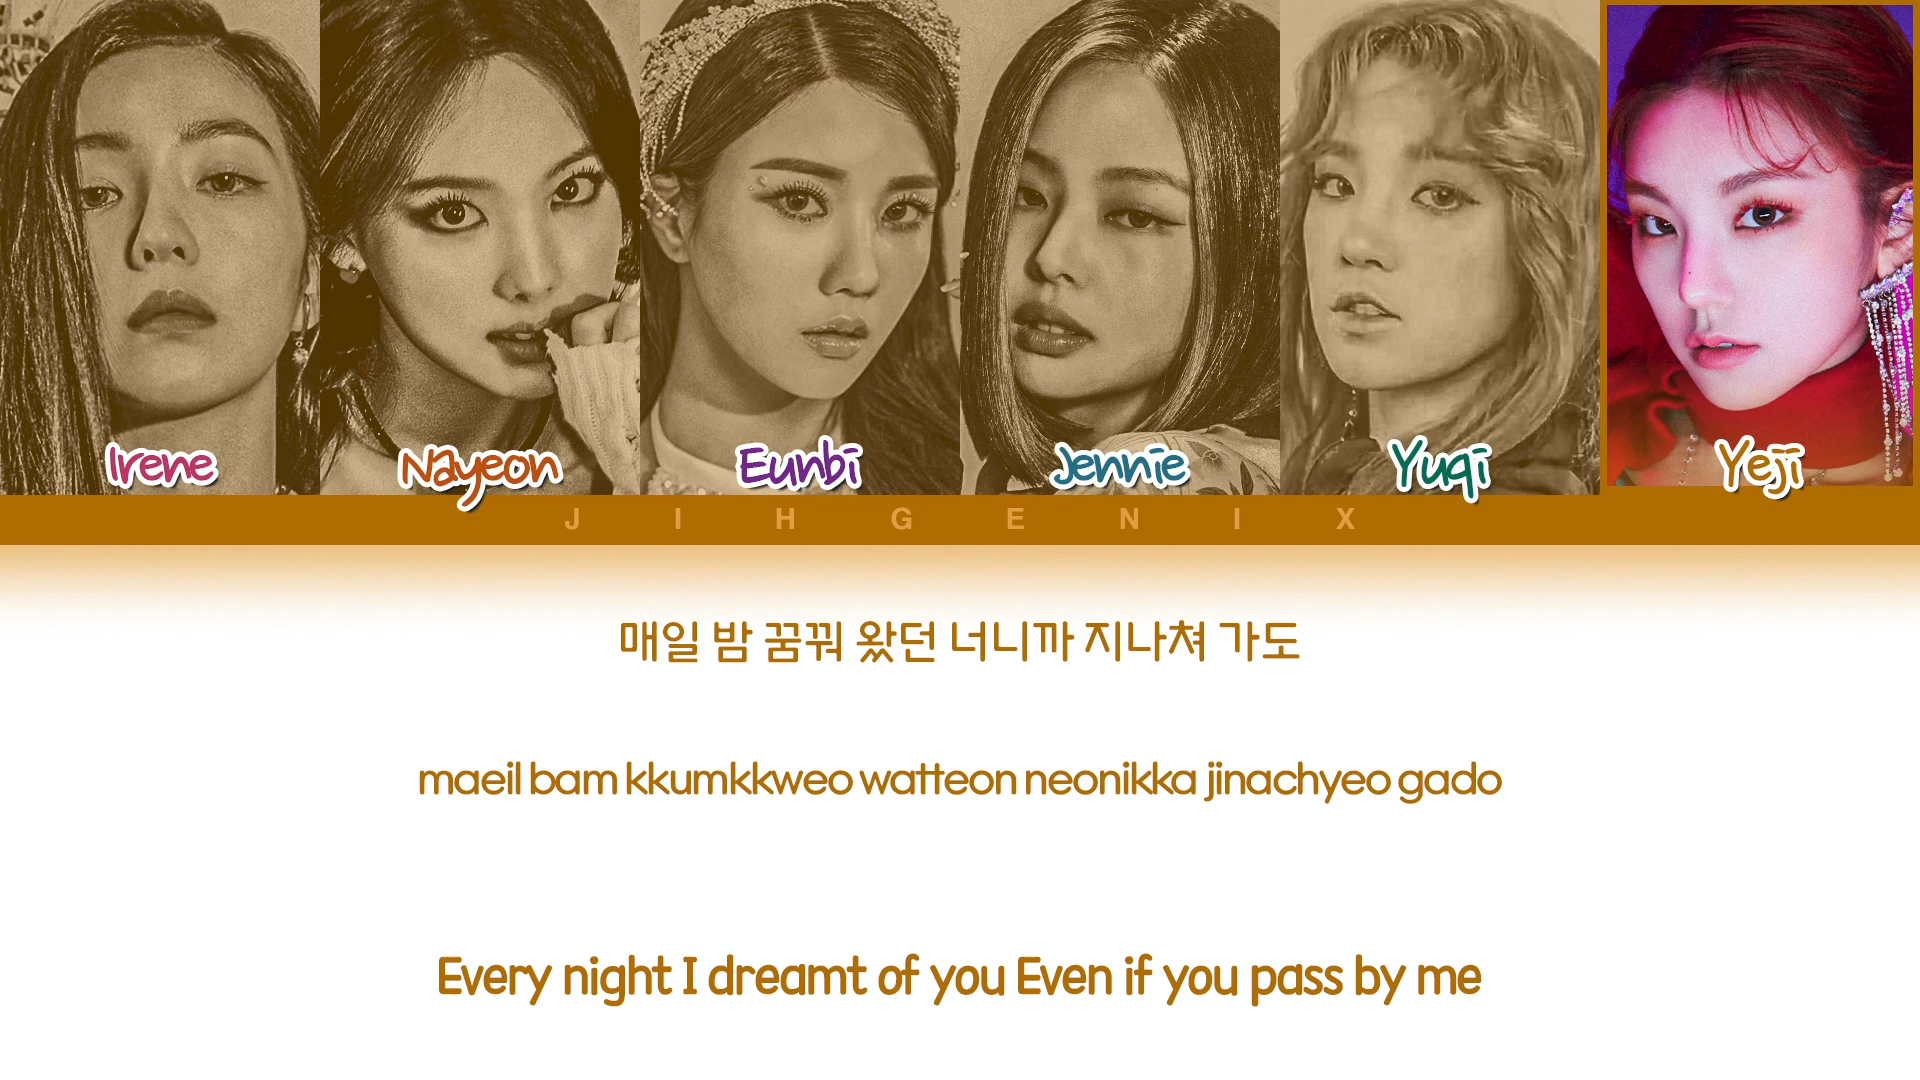 Irene Nayeon Eunbi Jennie Yuqi Yeji
JIHGENIX
매일 밤 꿈꿔 왔던 너니까 지나쳐 가도
maeil bam kkumkkweo watteon neonikka jinachyeo gado
Every night I dreamt of you Even if you pass by me